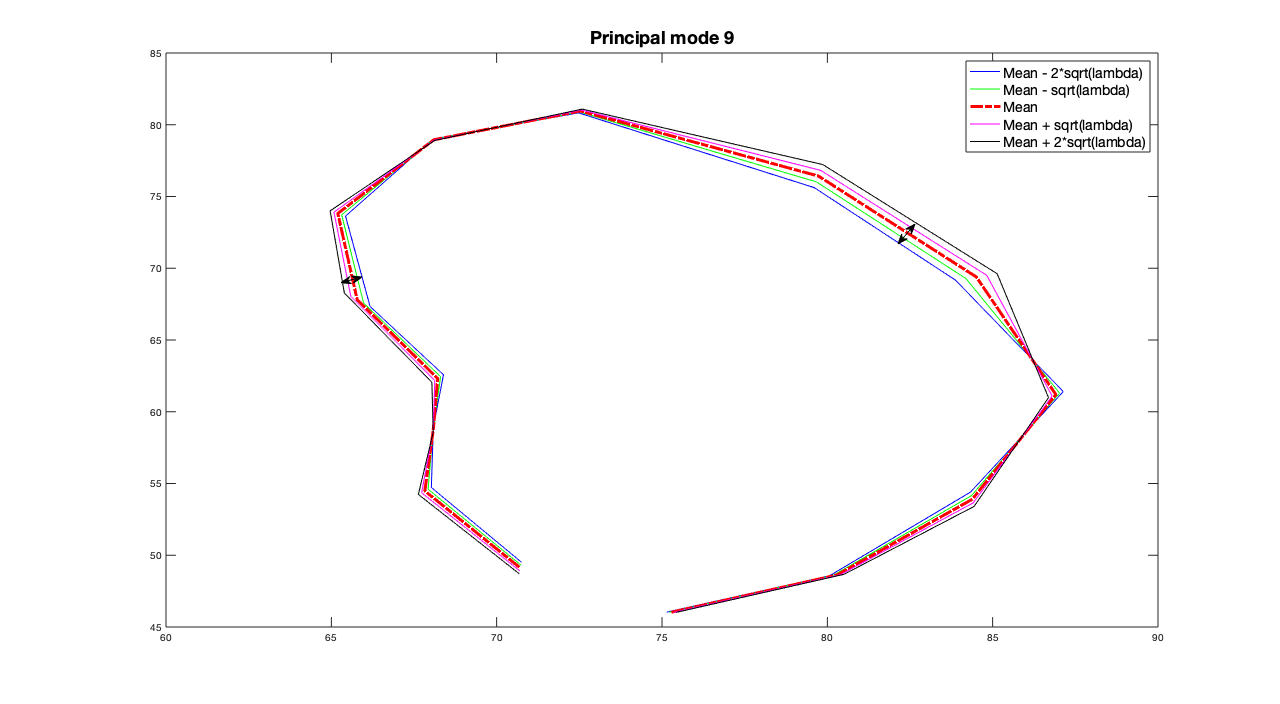 Principal mode 9
85
80
75
70
65
60
55
50
45
60
65
70
75
80
85
90
Mean - 2*sqrt(lambda)
Mean - sqrt(lambda)
Mean
Mean + sqrt(lambda)
Mean + 2*sqrt(lambda)